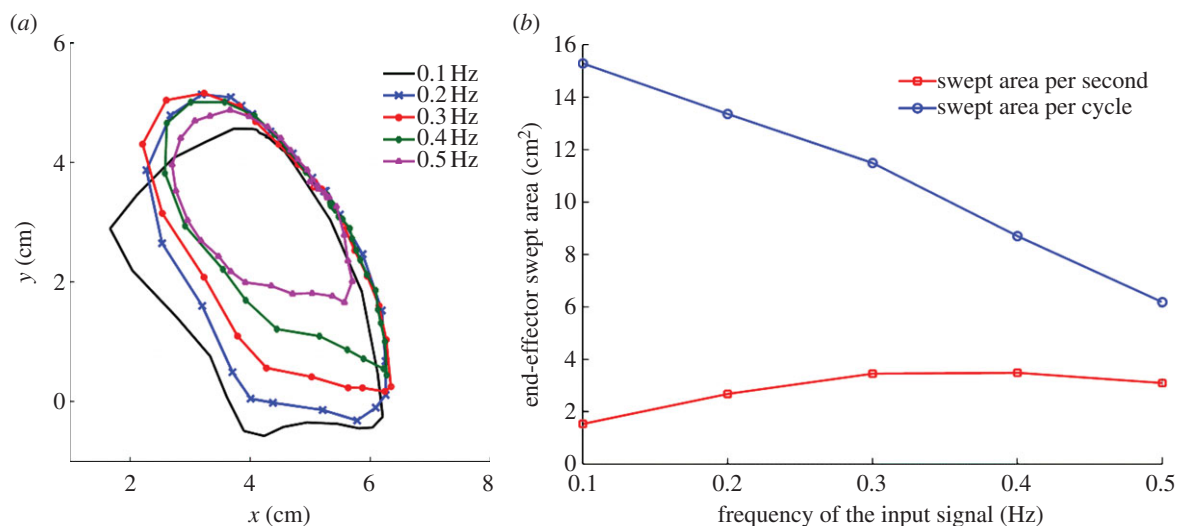 (a)
6
4
2
0
y (cm)
2
4
6
8
x (cm)
0.1 Hz
0.2 Hz
0.3 Hz
0.4 Hz
0.5 Hz
(b)
16
14
12
10
8
6
4
2
0
end-effector swept area (cm²)
swept area per second
swept area per cycle
0.1
0.2
0.3
0.4
0.5
frequency of the input signal (Hz)